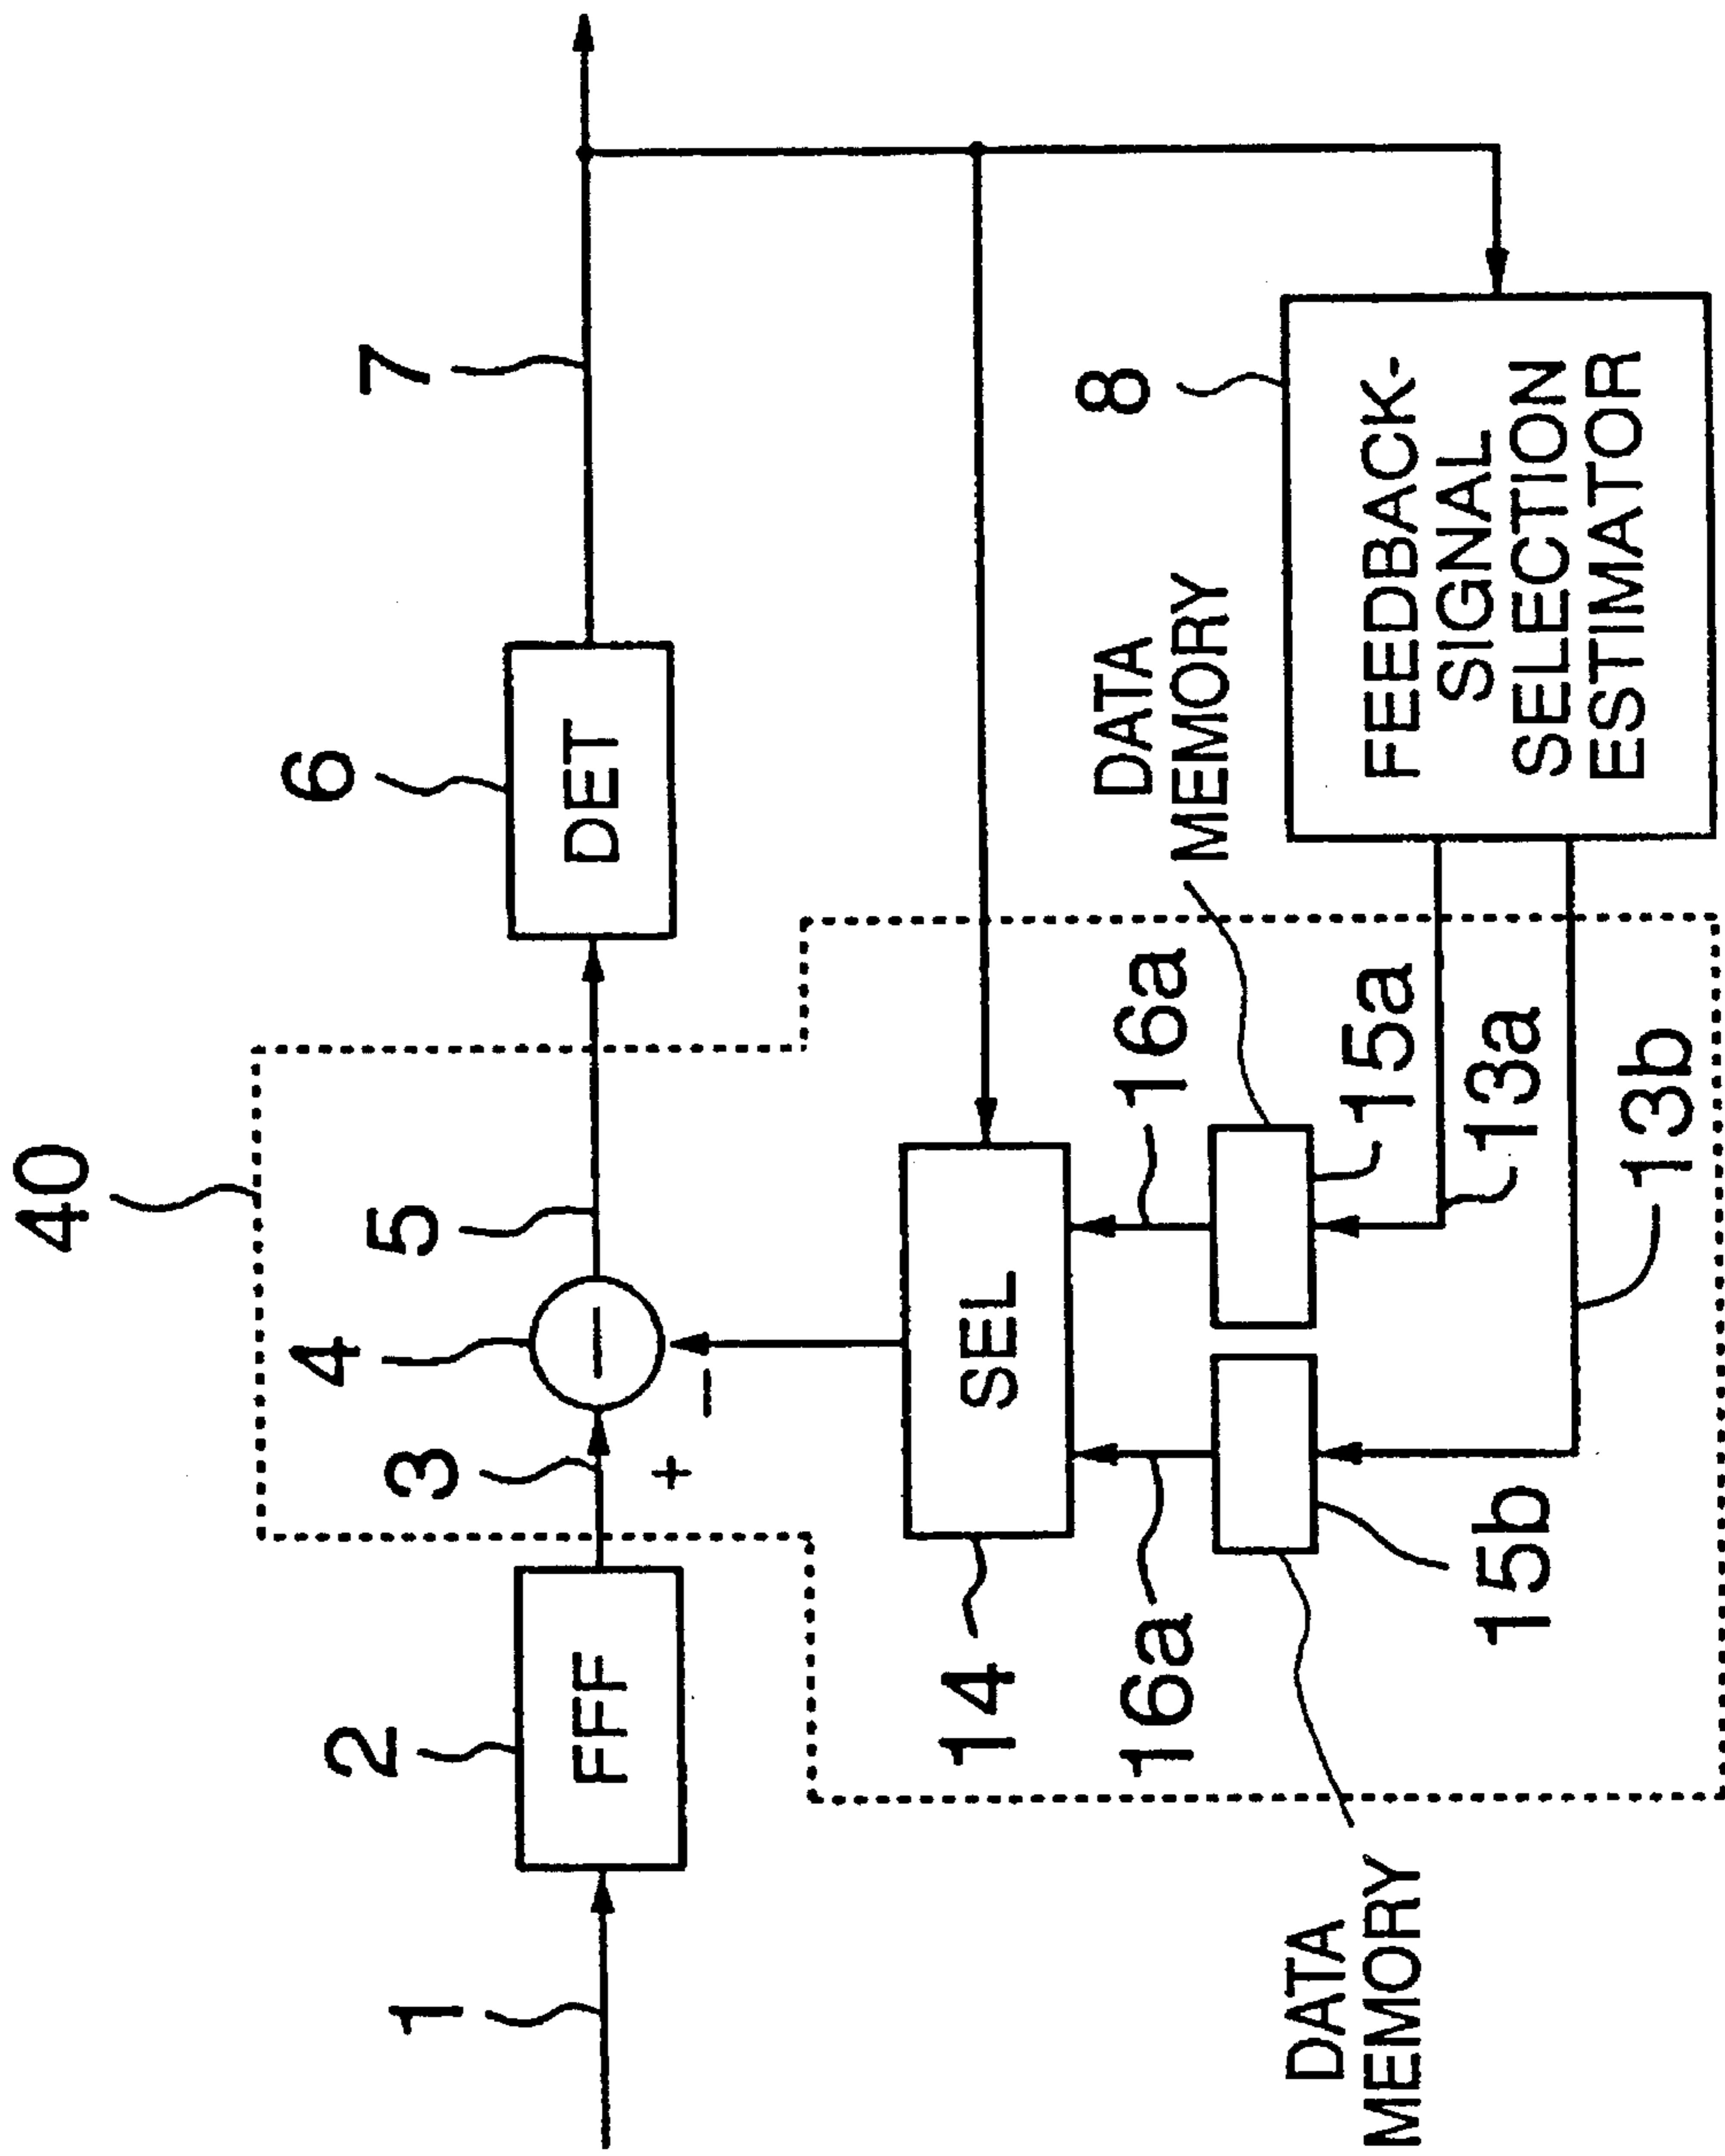 40
1
2
FFF
3
+
4
−
−
5
6
DET
7
14
SEL
16a
16a
DATA
MEMORY
DATA
MEMORY
15b
15a
13a
13b
8
FEEDBACK-
SIGNAL
SELECTION
ESTIMATOR